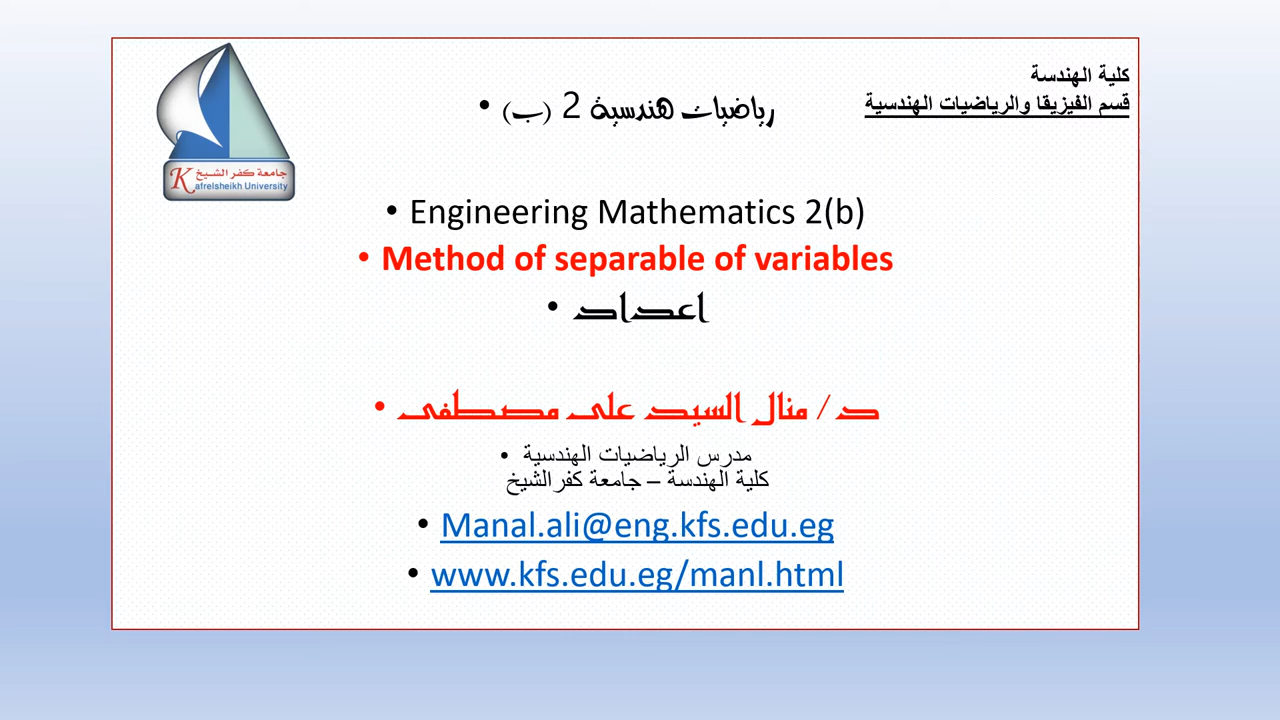 كلية الهندسة
قسم الفيزيقا والرياضيات الهندسية
جامعة كفر الشيخ
Kafrelsheikh University
• رياضيات هندسية 2 (ب)
• Engineering Mathematics 2(b)
• Method of separable of variables
• اعداد
• د/ منال السيد على مصطفى
• مدرس الرياضيات الهندسية
كلية الهندسة – جامعة كفرالشيخ
• Manal.ali@eng.kfs.edu.eg
• www.kfs.edu.eg/manl.html